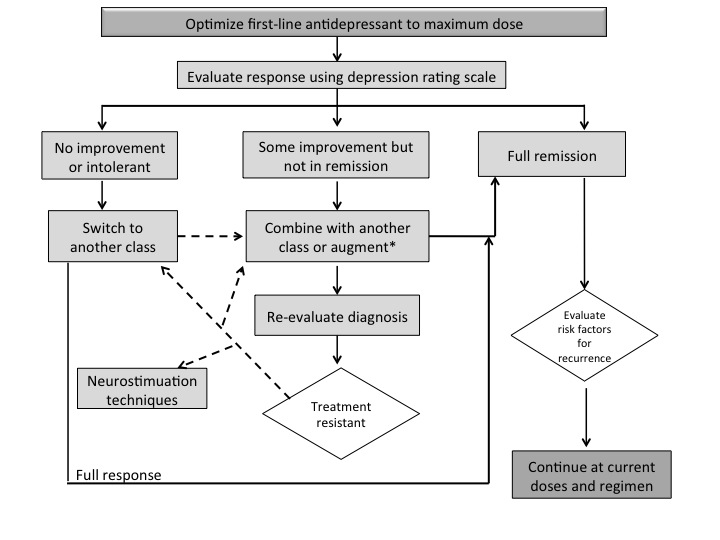 Optimize first-line antidepressant to maximum dose
Evaluate response using depression rating scale
No improvement
or intolerant
Some improvement but
not in remission
Full remission
Switch to
another class
Combine with another
class or augment*
Re-evaluate diagnosis
Evaluate
risk factors
for
recurrence
Neurostimuation
techniques
Treatment
resistant
Continue at current
doses and regimen
Full response